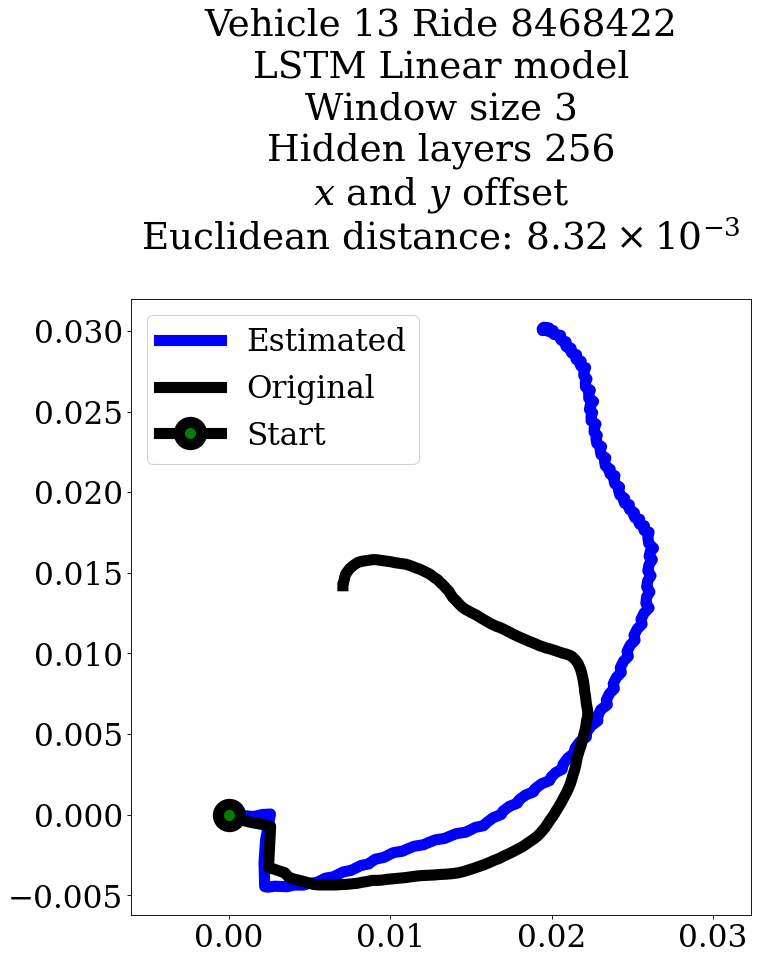 Vehicle 13 Ride 8468422
LSTM Linear model
Window size 3
Hidden layers 256
x and y offset
Euclidean distance: 8.32 × 10⁻³
Estimated
Original
Start
0.030
0.025
0.020
0.015
0.010
0.005
0.000
−0.005
0.00 0.01 0.02 0.03